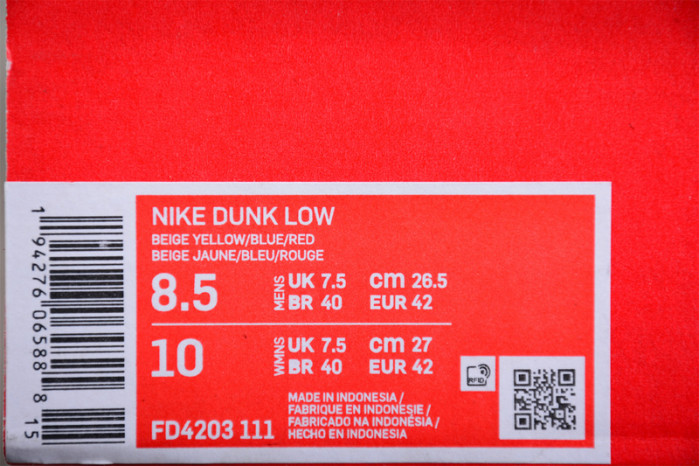 NIKE DUNK LOW
BEIGE YELLOW/BLUE/RED
BEIGE JAUNE/BLEU/ROUGE
8.5 MENS UK 7.5 cm 26.5
BR 40 EUR 42
10 WMNS UK 7.5 cm 27
BR 40 EUR 42
FD4203 111
MADE IN INDONESIA /
FABRIQUE EN INDONÉSIE /
FABRICADO NA INDONÉSIA /
HECHO EN INDONESIA
RFID
1 94276 06588 8
15